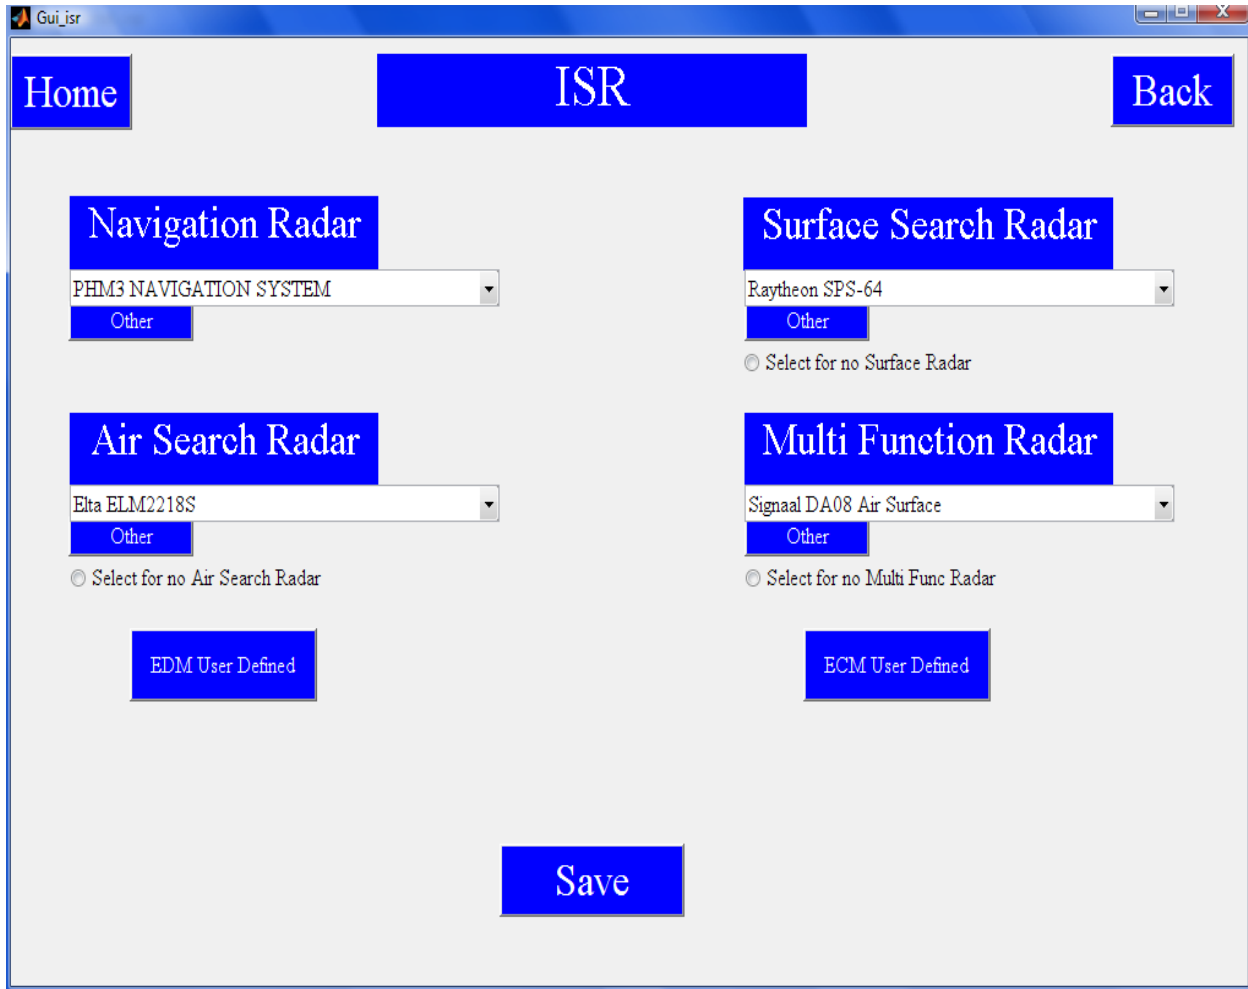 Gui_isr
Home
ISR
Back
Navigation Radar
PHM3 NAVIGATION SYSTEM
Other
Surface Search Radar
Raytheon SPS-64
Other
Select for no Surface Radar
Air Search Radar
Elta ELM2218S
Other
Select for no Air Search Radar
Multi Function Radar
Signaal DA08 Air Surface
Other
Select for no Multi Func Radar
EDM User Defined
ECM User Defined
Save